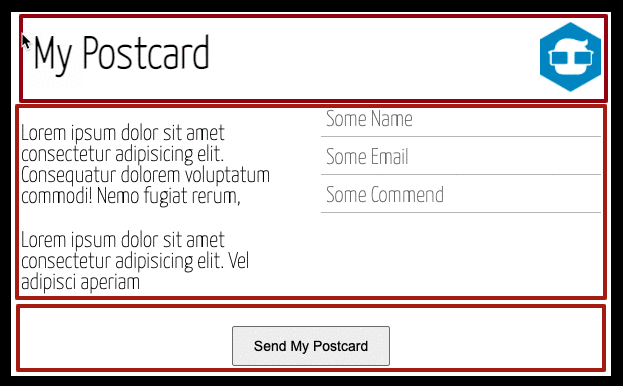 My Postcard
Lorem ipsum dolor sit amet
consectetur adipisicing elit.
Consequatur dolorem voluptatum
commodi! Nemo fugiat rerum,
Lorem ipsum dolor sit amet
consectetur adipisicing elit. Vel
adipisci aperiam
Some Name
Some Email
Some Commend
Send My Postcard